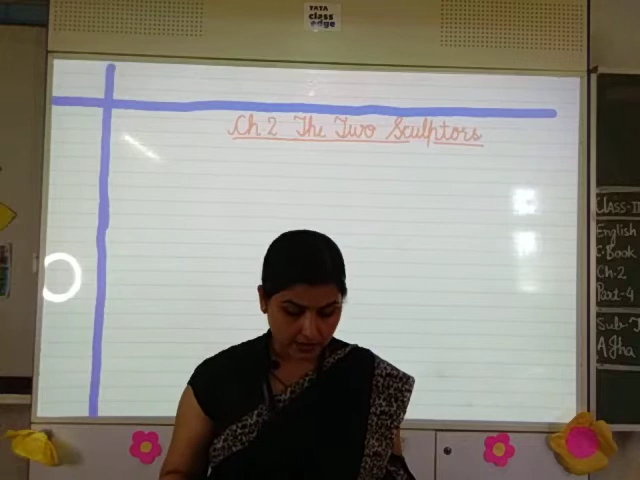 TATA
class
edge
Ch.2 The Two Sculptors
CLASS-II
English
C.Book
Ch-2
Part-4
Sub-T
A Jha